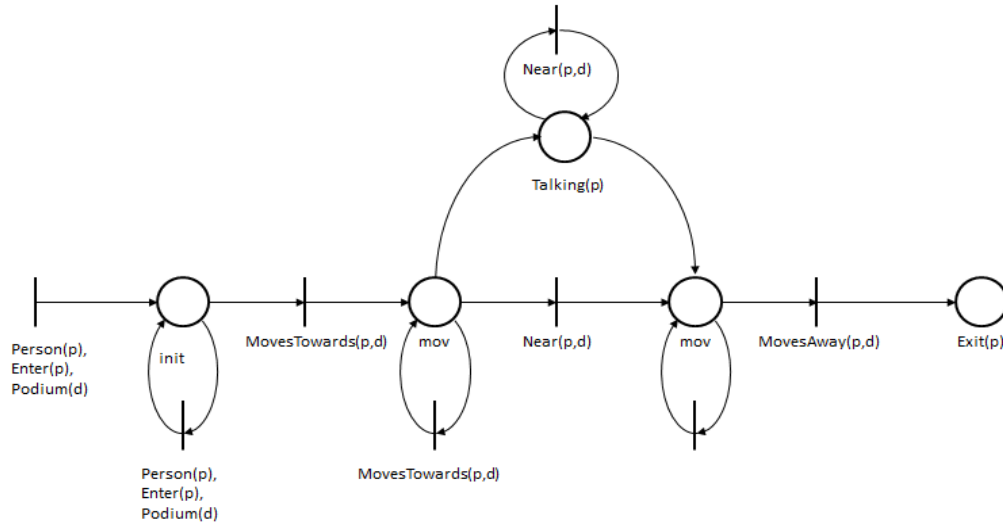 Near(p,d)
Talking(p)
Person(p),
Enter(p),
Podium(d)
init
MovesTowards(p,d)
mov
Near(p,d)
mov
MovesAway(p,d)
Exit(p)
Person(p),
Enter(p),
Podium(d)
MovesTowards(p,d)